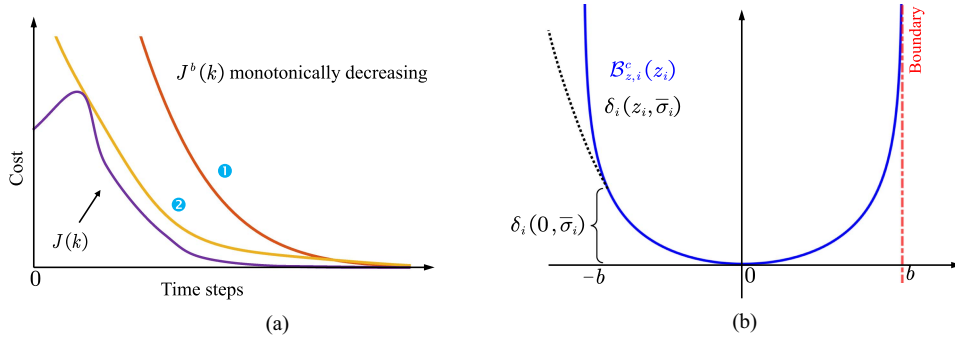 Cost
J^b(k) monotonically decreasing
1
2
J(k)
0
Time steps
(a)
Boundary
ℬ^c_{z,i}(z_i)
δ_i(z_i, σ̅_i)
δ_i(0, σ̅_i)
−b
0
b
(b)